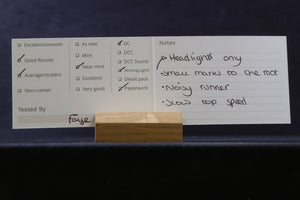 Excellent/smooth
Good Runner
Average/stutters
Non-runner
Tested By
Faye
As new
Mint
Near mint
Excellent
Very good
DC
DCC
DCC Sound
Working Lights
Detail pack
Paperwork
Notes
Headlights ony
-small marks to the roof
-Noisy runner
-Slow top speed